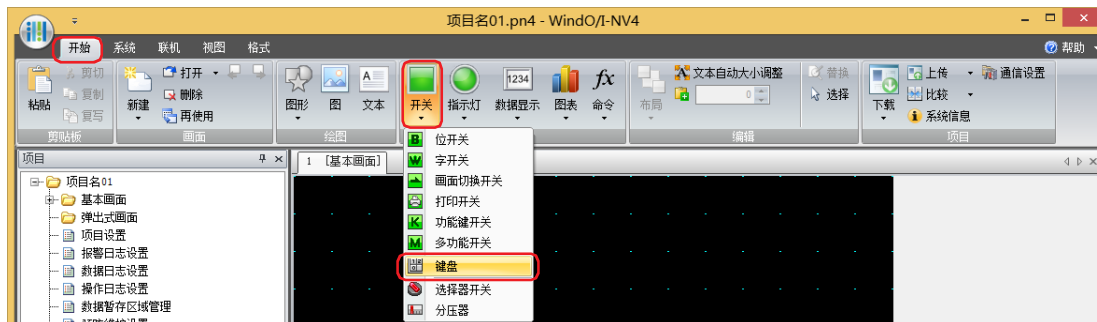 项目名01.pn4 - WindO/I-NV4
开始 系统 联机 视图 格式 帮助
粘贴 剪切 复制 复写 剪贴板
新建 打开 删除 再使用 画面
图形 图 文本 绘图
开关 指示灯 1234 数据显示 图表 fx 命令
布局 文本自动大小调整 0 替换 选择 编辑
下载 上传 比较 系统信息 通信设置 项目
项目
1 [基本画面]
项目名01
基本画面
弹出式画面
项目设置
报警日志设置
数据日志设置
操作日志设置
数据暂存区域管理
B 位开关
W 字开关
画面切换开关
打印开关
K 功能键开关
M 多功能开关
键盘
选择器开关
分压器